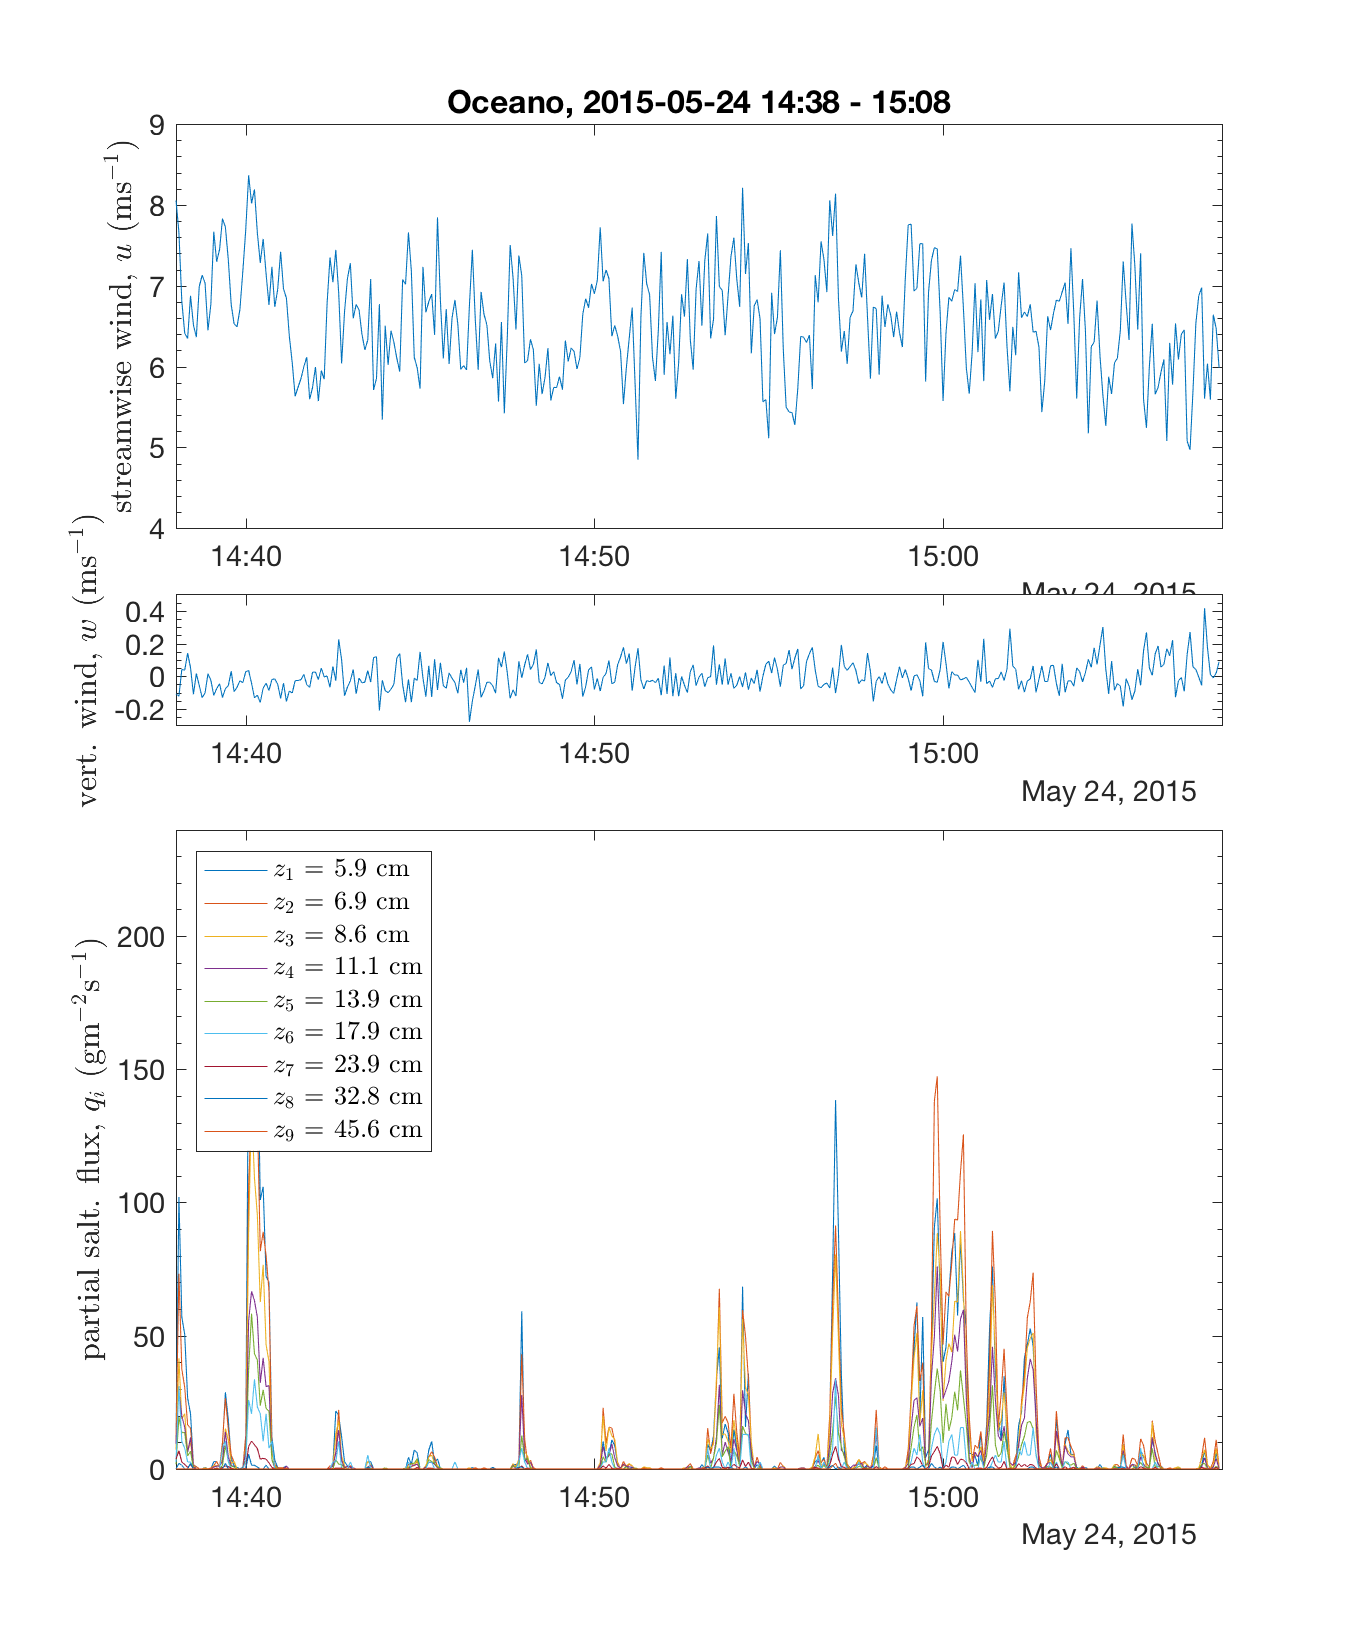 Oceano, 2015-05-24 14:38 - 15:08
streamwise wind, u (ms⁻¹)
9
8
7
6
5
4
14:40 14:50 15:00
May 24, 2015
vert. wind, w (ms⁻¹)
0.4
0.2
0
-0.2
14:40 14:50 15:00
May 24, 2015
partial salt. flux, qᵢ (gm⁻²s⁻¹)
200
150
100
50
0
z₁ = 5.9 cm
z₂ = 6.9 cm
z₃ = 8.6 cm
z₄ = 11.1 cm
z₅ = 13.9 cm
z₆ = 17.9 cm
z₇ = 23.9 cm
z₈ = 32.8 cm
z₉ = 45.6 cm
14:40 14:50 15:00
May 24, 2015